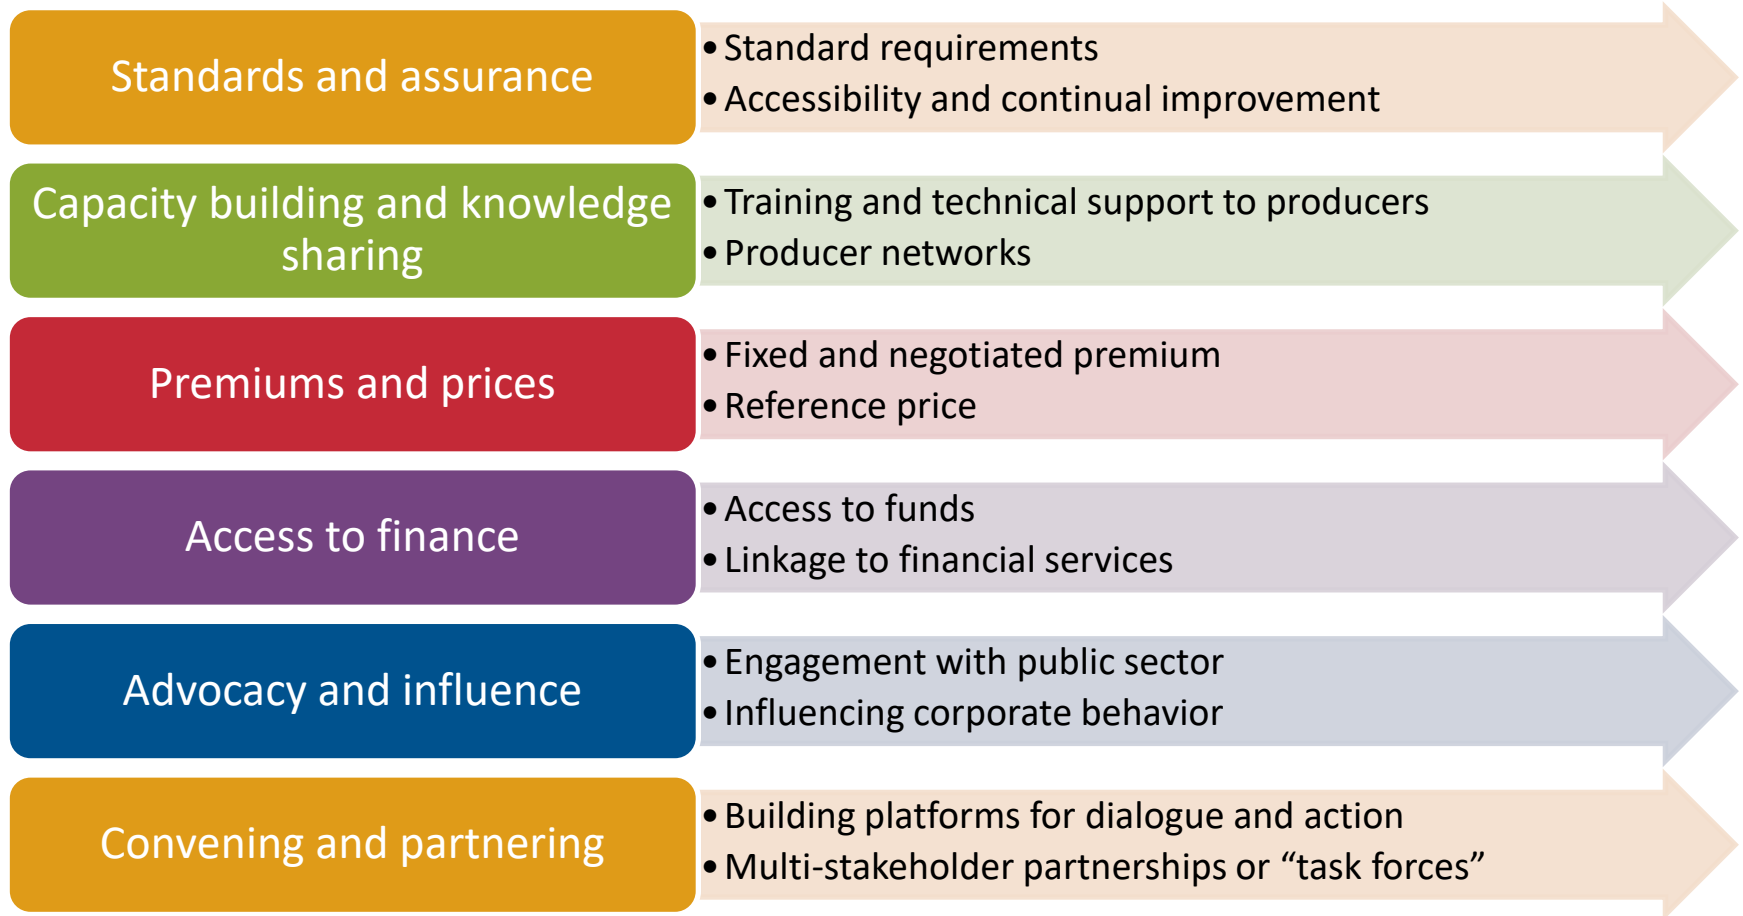 Standards and assurance
• Standard requirements
• Accessibility and continual improvement
Capacity building and knowledge
sharing
• Training and technical support to producers
• Producer networks
Premiums and prices
• Fixed and negotiated premium
• Reference price
Access to finance
• Access to funds
• Linkage to financial services
Advocacy and influence
• Engagement with public sector
• Influencing corporate behavior
Convening and partnering
• Building platforms for dialogue and action
• Multi-stakeholder partnerships or “task forces”